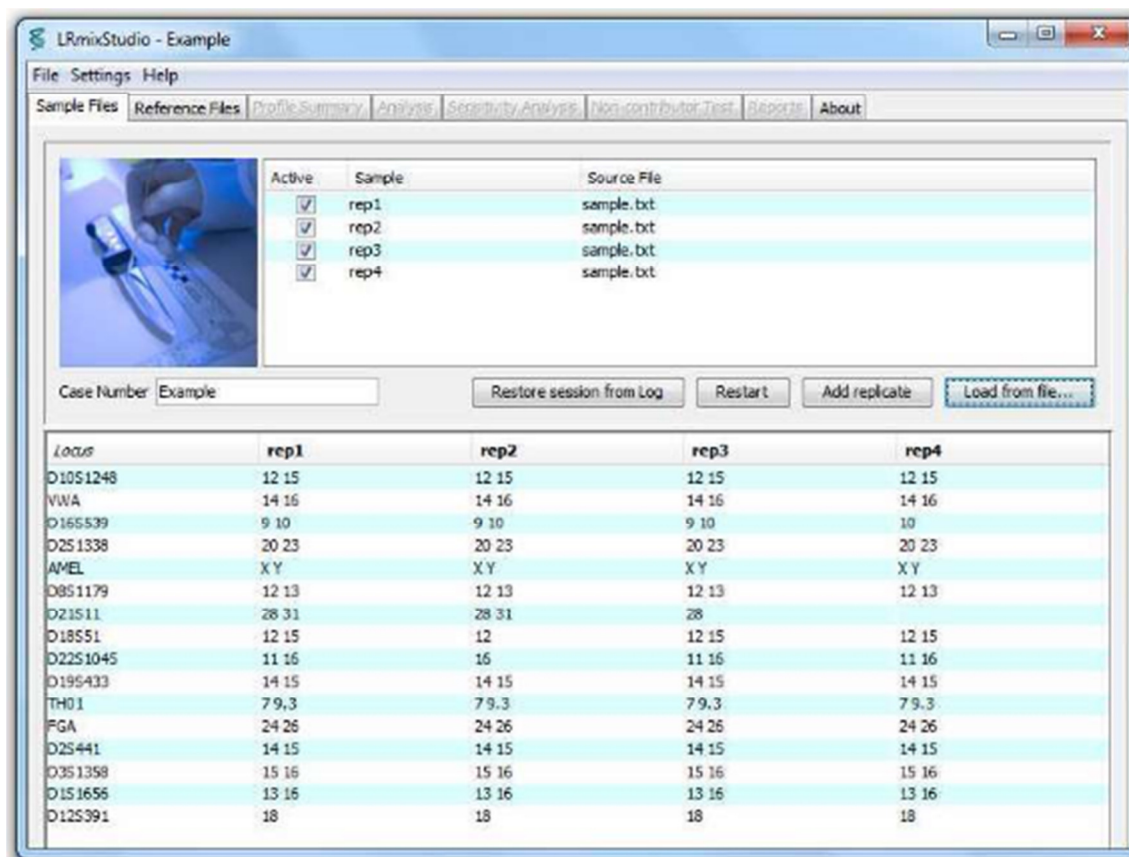 LRmixStudio - Example
File Settings Help
Sample Files Reference Files Profile Summary Analysis Sensitivity Analysis Non-contributor Test Reports About
Active Sample Source File
rep1 sample.txt
rep2 sample.txt
rep3 sample.txt
rep4 sample.txt
Case Number Example Restore session from Log Restart Add replicate Load from file...
Locus rep1 rep2 rep3 rep4
D10S1248 12 15 12 15 12 15 12 15
VWA 14 16 14 16 14 16 14 16
D16S539 9 10 9 10 9 10 10
D2S1338 20 23 20 23 20 23 20 23
AMEL X Y X Y X Y X Y
D8S1179 12 13 12 13 12 13 12 13
D21S11 28 31 28 31 28
D18S51 12 15 12 12 15 12 15
D22S1045 11 16 16 11 16 11 16
D19S433 14 15 14 15 14 15 14 15
TH01 7 9.3 7 9.3 7 9.3 7 9.3
FGA 24 26 24 26 24 26 24 26
D2S441 14 15 14 15 14 15 14 15
D3S1358 15 16 15 16 15 16 15 16
D1S1656 13 16 13 16 13 16 13 16
D12S391 18 18 18 18